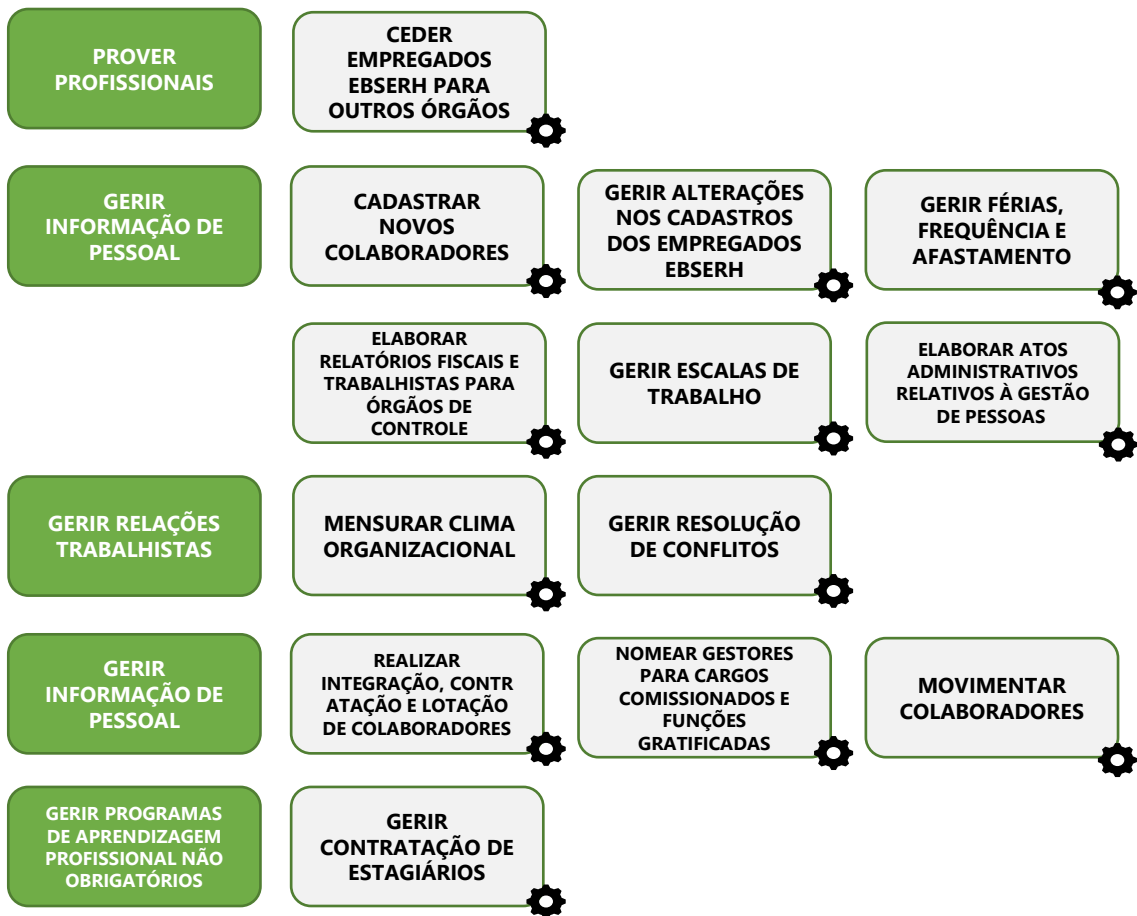 PROVER
PROFISSIONAIS
CEDER
EMPREGADOS
EBSERH PARA
OUTROS ÓRGÃOS
GERIR
INFORMAÇÃO DE
PESSOAL
CADASTRAR
NOVOS
COLABORADORES
GERIR ALTERAÇÕES
NOS CADASTROS
DOS EMPREGADOS
EBSERH
GERIR FÉRIAS,
FREQUÊNCIA E
AFASTAMENTO
ELABORAR
RELATÓRIOS FISCAIS E
TRABALHISTAS PARA
ÓRGÃOS DE
CONTROLE
GERIR ESCALAS DE
TRABALHO
ELABORAR ATOS
ADMINISTRATIVOS
RELATIVOS À GESTÃO
DE PESSOAS
GERIR RELAÇÕES
TRABALHISTAS
MENSURAR CLIMA
ORGANIZACIONAL
GERIR RESOLUÇÃO
DE CONFLITOS
GERIR
INFORMAÇÃO DE
PESSOAL
REALIZAR
INTEGRAÇÃO, CONTR
ATAÇÃO E LOTAÇÃO
DE COLABORADORES
NOMEAR GESTORES
PARA CARGOS
COMISSIONADOS E
FUNÇÕES
GRATIFICADAS
MOVIMENTAR
COLABORADORES
GERIR PROGRAMAS
DE APRENDIZAGEM
PROFISSIONAL NÃO
OBRIGATÓRIOS
GERIR
CONTRATAÇÃO DE
ESTAGIÁRIOS